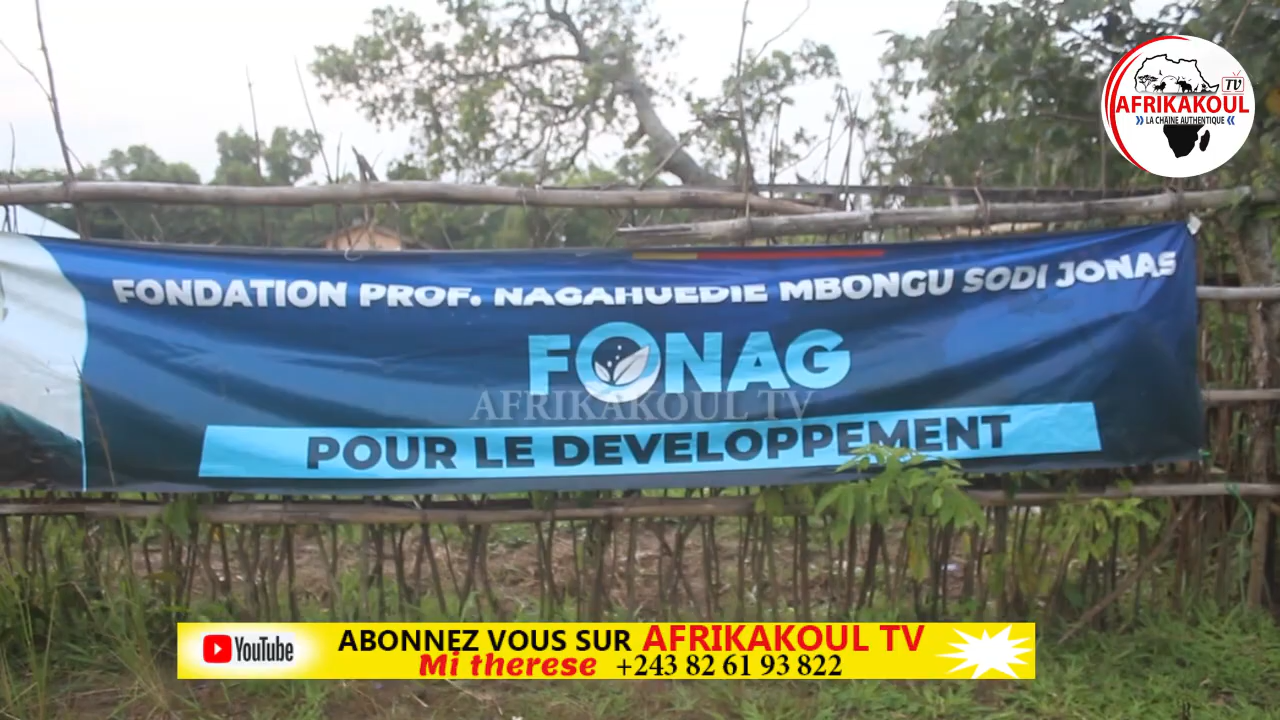 TV
AFRIKAKOUL
LA CHAINE AUTHENTIQUE
FONDATION PROF. NAGAHUEDIE MBONGU SODI JONAS
FONAG
AFRIKAKOUL TV
POUR LE DEVELOPPEMENT
YouTube
ABONNEZ VOUS SUR AFRIKAKOUL TV
Mi therese +243 82 61 93 822